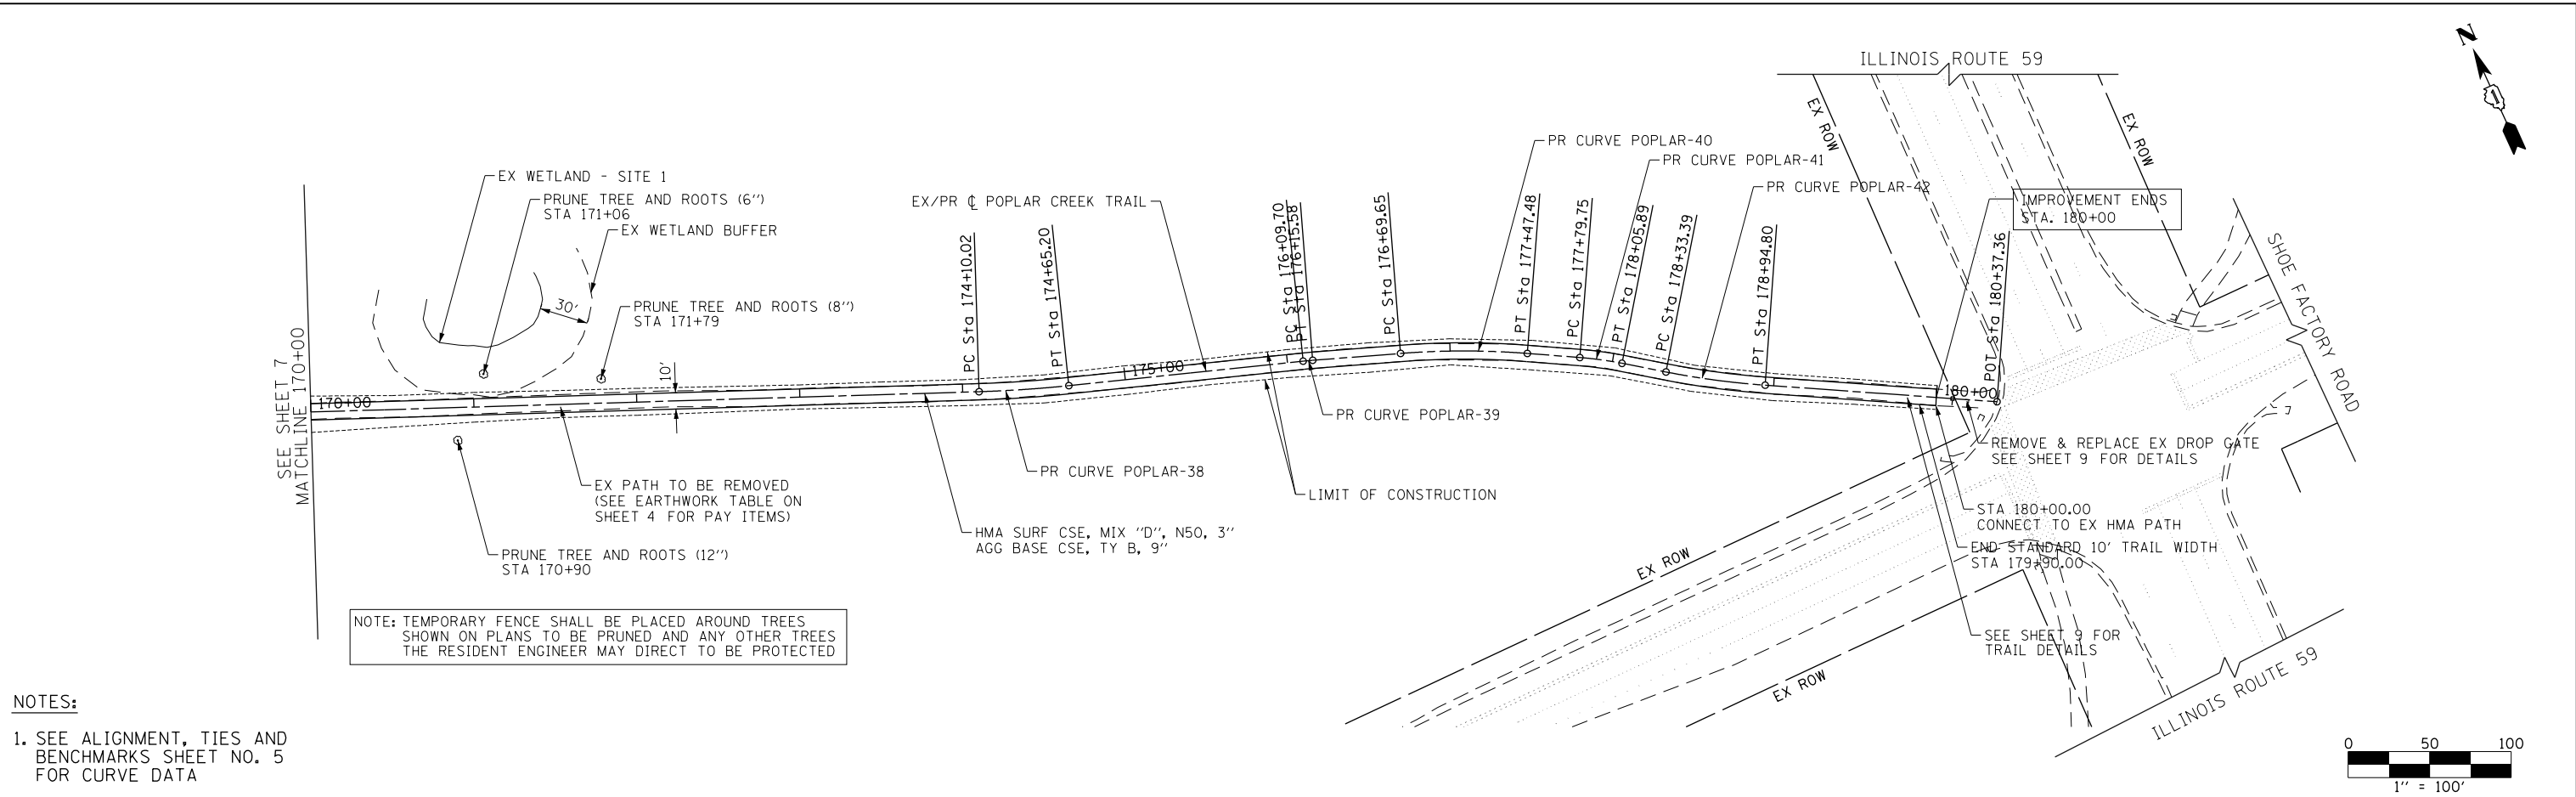 ILLINOIS ROUTE 59
N
1
EX ROW
EX ROW
PR CURVE POPLAR-40
PR CURVE POPLAR-41
PR CURVE POPLAR-42
EX WETLAND - SITE 1
PRUNE TREE AND ROOTS (6'')
STA 171+06
EX WETLAND BUFFER
EX/PR ℄ POPLAR CREEK TRAIL
IMPROVEMENT ENDS
STA. 180+00
SHOE FACTORY ROAD
30'
PRUNE TREE AND ROOTS (8'')
STA 171+79
PC Sta 174+10.02
PT Sta 174+65.20
PC Sta 176+09.70
PT Sta 176+15.58
PC Sta 176+69.65
PT Sta 177+47.48
PC Sta 177+79.75
PT Sta 178+05.89
PC Sta 178+33.39
PT Sta 178+94.80
POT Sta 180+37.36
SEE SHEET 7
MATCHLINE 170+00
170+00
10'
175+00
180+00
PR CURVE POPLAR-39
PR CURVE POPLAR-38
LIMIT OF CONSTRUCTION
REMOVE & REPLACE EX DROP GATE
SEE SHEET 9 FOR DETAILS
EX PATH TO BE REMOVED
(SEE EARTHWORK TABLE ON
SHEET 4 FOR PAY ITEMS)
HMA SURF CSE, MIX "D", N50, 3''
AGG BASE CSE, TY B, 9''
STA 180+00.00
CONNECT TO EX HMA PATH
END STANDARD 10' TRAIL WIDTH
STA 179+90.00
PRUNE TREE AND ROOTS (12'')
STA 170+90
EX ROW
EX ROW
SEE SHEET 9 FOR
TRAIL DETAILS
NOTE: TEMPORARY FENCE SHALL BE PLACED AROUND TREES
SHOWN ON PLANS TO BE PRUNED AND ANY OTHER TREES
THE RESIDENT ENGINEER MAY DIRECT TO BE PROTECTED
ILLINOIS ROUTE 59
NOTES:
1. SEE ALIGNMENT, TIES AND
BENCHMARKS SHEET NO. 5
FOR CURVE DATA
0 50 100
1'' = 100'